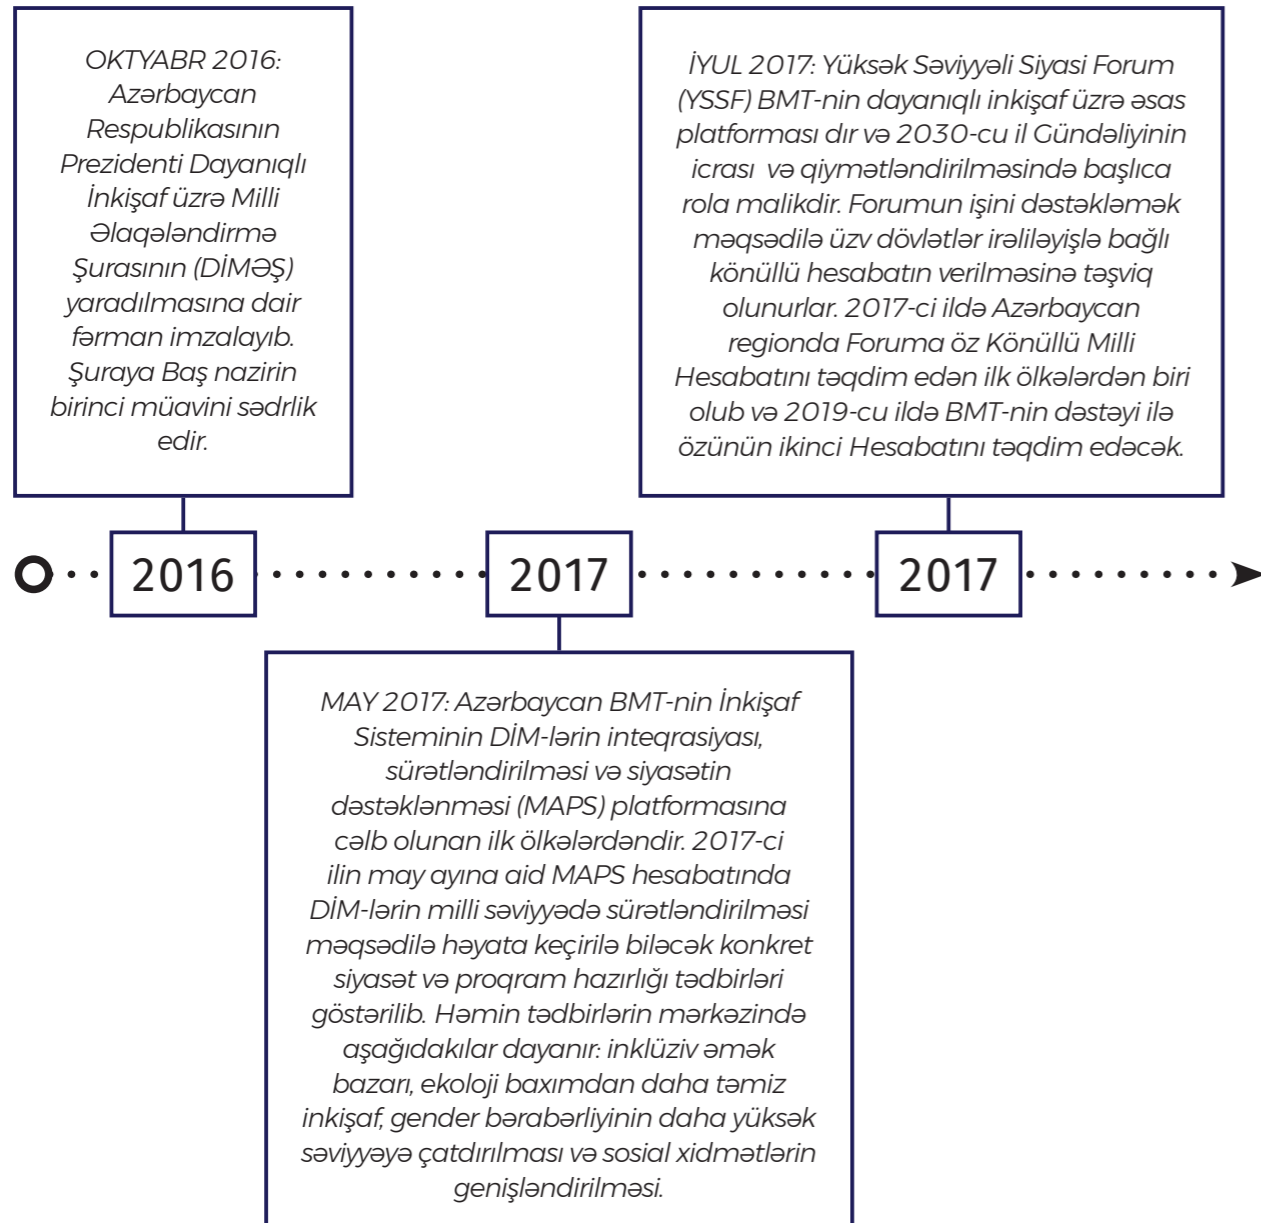 OKTYABR 2016:
Azərbaycan
Respublikasının
Prezidenti Dayanıqlı
İnkişaf üzrə Milli
Əlaqələndirmə
Şurasının (DİMƏŞ)
yaradılmasına dair
fərman imzalayıb.
Şuraya Baş nazirin
birinci müavini sədrlik
edir.
İYUL 2017: Yüksək Səviyyəli Siyasi Forum
(YSSF) BMT-nin dayanıqlı inkişaf üzrə əsas
platforması dır və 2030-cu il Gündəliyinin
icrası və qiymətləndirilməsində başlıca
rola malikdir. Forumun işini dəstəkləmək
məqsədilə üzv dövlətlər irəliləyişlə bağlı
könüllü hesabatın verilməsinə təşviq
olunurlar. 2017-ci ildə Azərbaycan
regionda Foruma öz Könüllü Milli
Hesabatını təqdim edən ilk ölkələrdən biri
olub və 2019-cu ildə BMT-nin dəstəyi ilə
özünün ikinci Hesabatını təqdim edəcək.
2016
2017
2017
MAY 2017: Azərbaycan BMT-nin İnkişaf
Sisteminin DİM-lərin inteqrasiyası,
sürətləndirilməsi və siyasətin
dəstəklənməsi (MAPS) platformasına
cəlb olunan ilk ölkələrdəndir. 2017-ci
ilin may ayına aid MAPS hesabatında
DİM-lərin milli səviyyədə sürətləndirilməsi
məqsədilə həyata keçirilə biləcək konkret
siyasət və proqram hazırlığı tədbirləri
göstərilib. Həmin tədbirlərin mərkəzində
aşağıdakılar dayanır: inklüziv əmək
bazarı, ekoloji baxımdan daha təmiz
inkişaf, gender bərabərliyinin daha yüksək
səviyyəyə çatdırılması və sosial xidmətlərin
genişləndirilməsi.